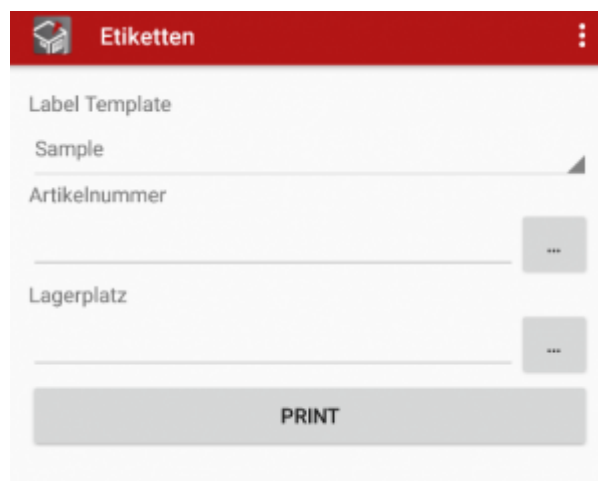 Etiketten
Label Template
Sample
Artikelnummer
...
Lagerplatz
...
PRINT